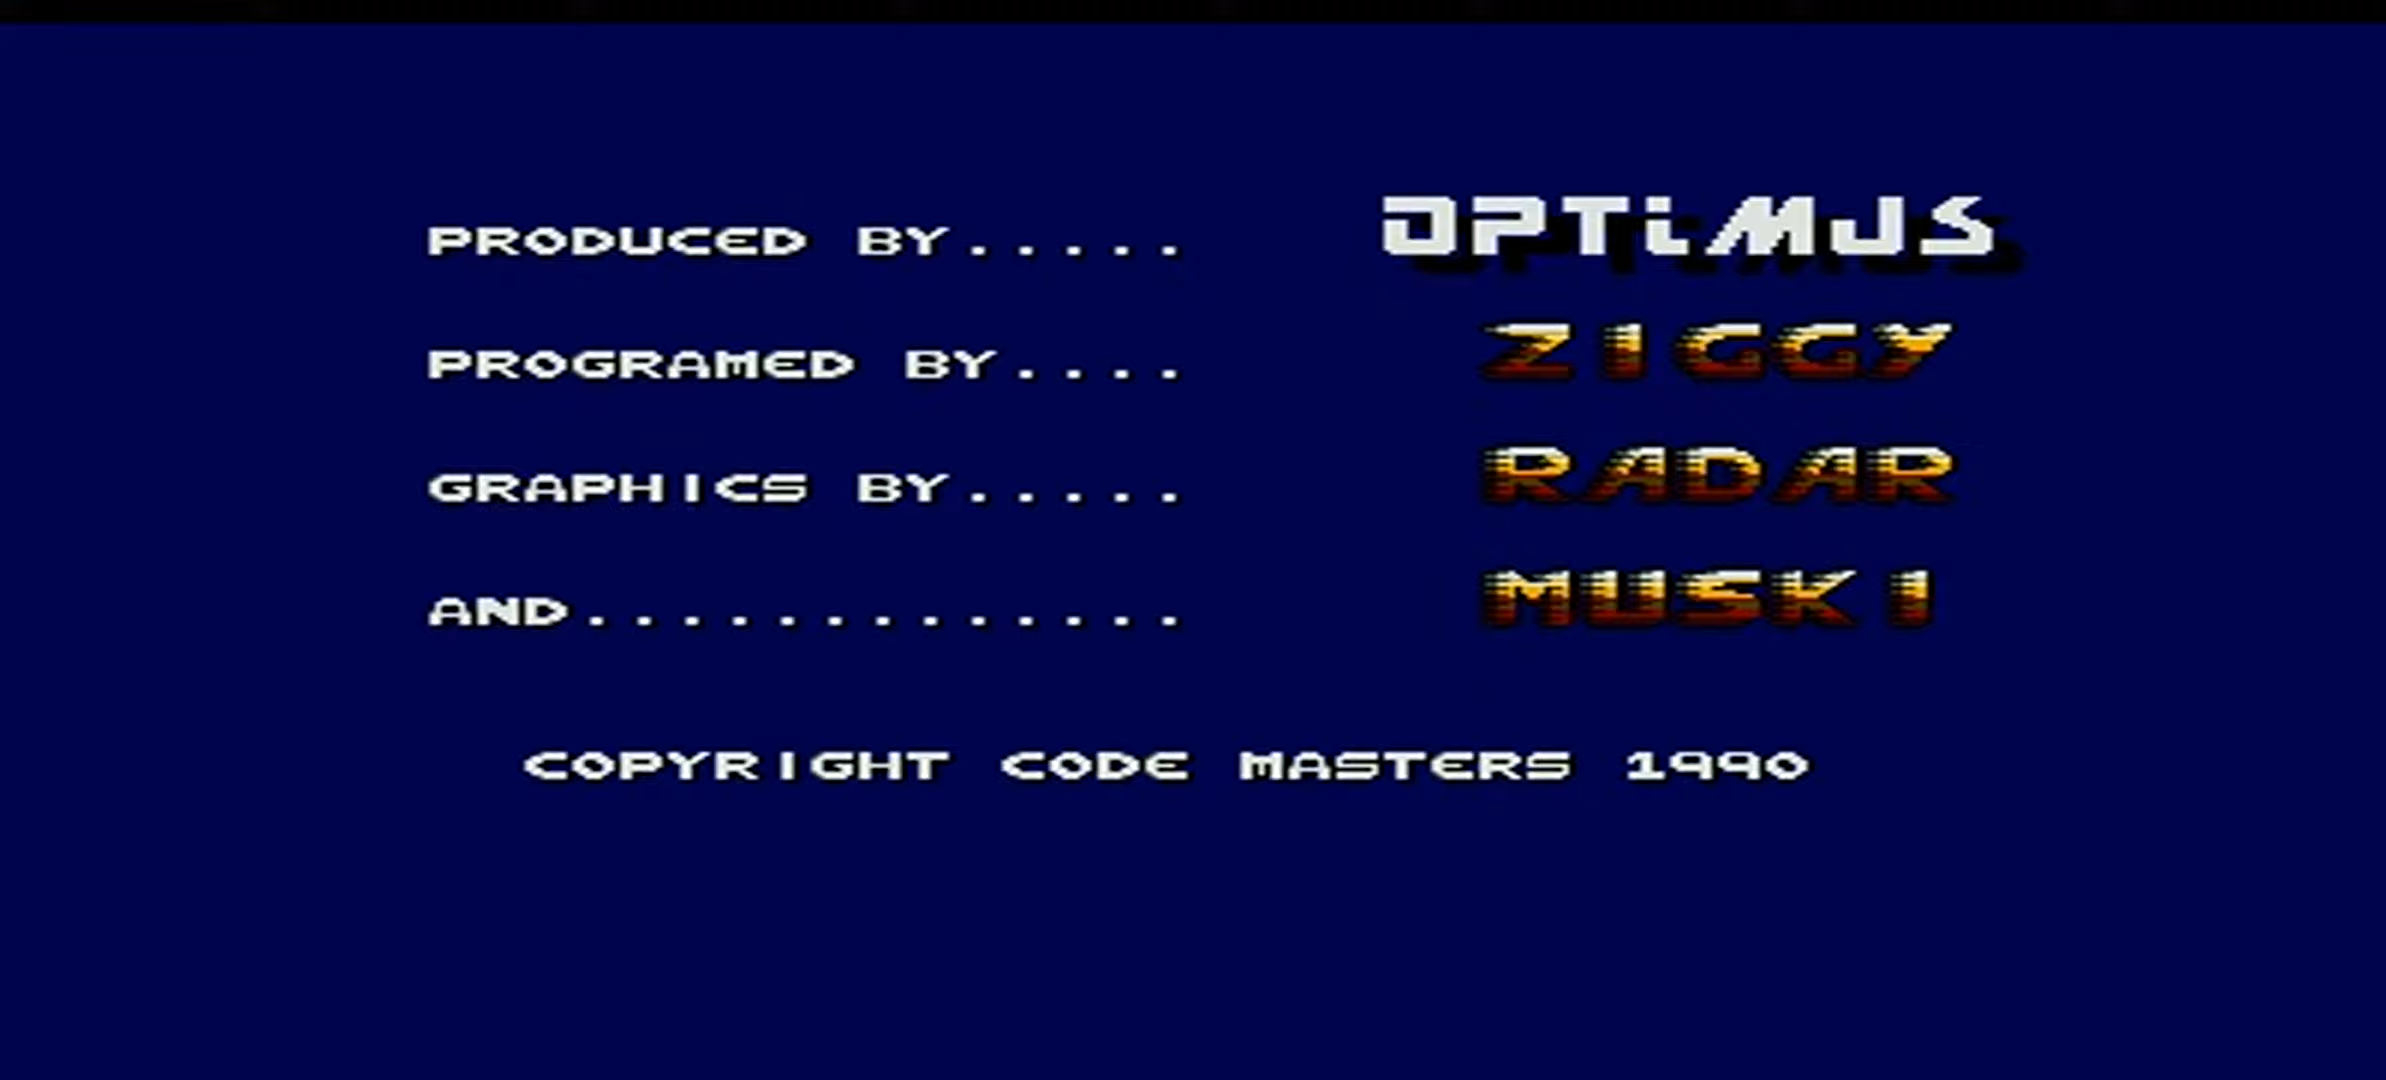 PRODUCED BY..... OPTiMUS
PROGRAMED BY.... ZIGGY
GRAPHICS BY..... RADAR
AND............. MUSKI
COPYRIGHT CODE MASTERS 1990